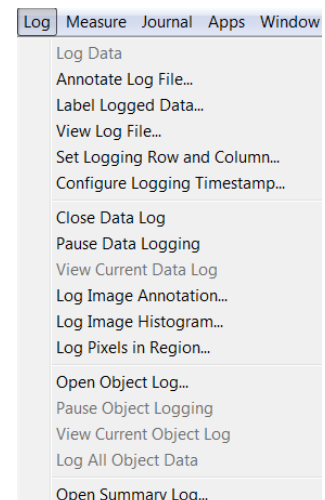 Log Measure Journal Apps Window
Log Data
Annotate Log File...
Label Logged Data...
View Log File...
Set Logging Row and Column...
Configure Logging Timestamp...
Close Data Log
Pause Data Logging
View Current Data Log
Log Image Annotation...
Log Image Histogram...
Log Pixels in Region...
Open Object Log...
Pause Object Logging
View Current Object Log
Log All Object Data
Open Summary Log...